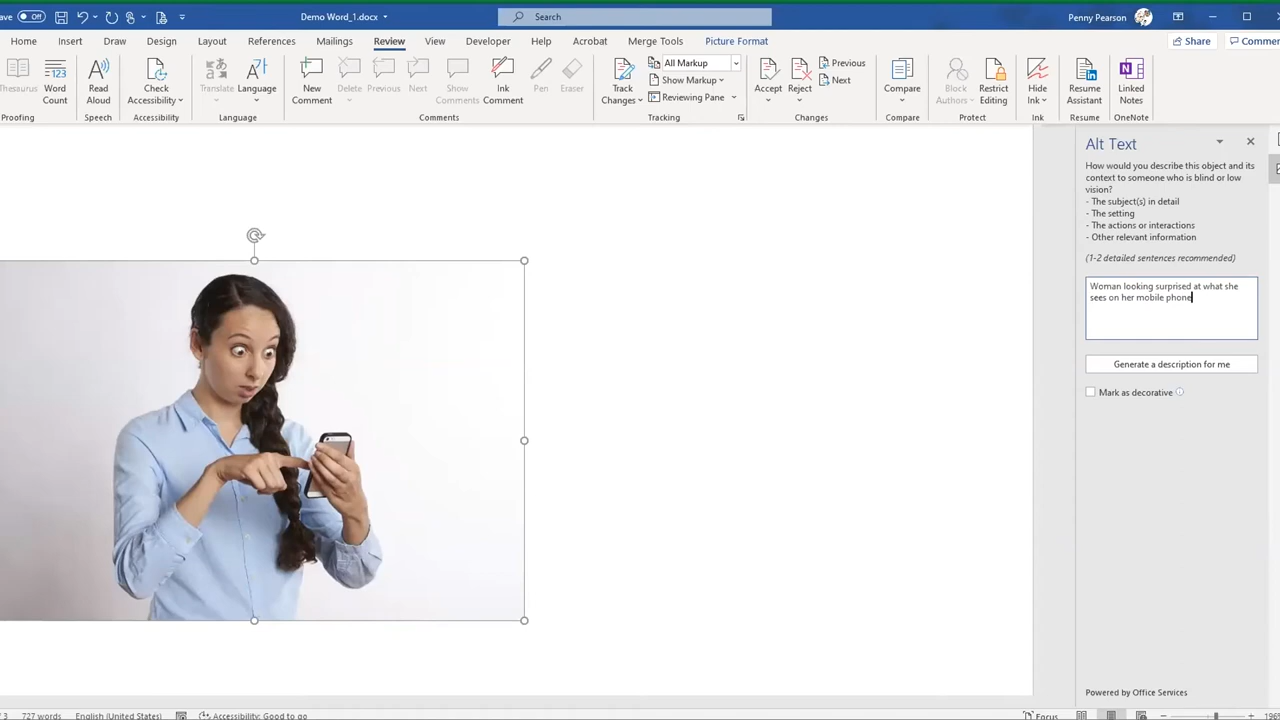 ave Off Demo Word_1.docx Search Penny Pearson
Home Insert Draw Design Layout References Mailings Review View Developer Help Acrobat Merge Tools Picture Format Share Commen
Thesaurus
Word Count
Read Aloud
Check Accessibility
Translate
Language
New Comment
Delete
Previous
Next
Show Comments
Ink Comment
Pen
Eraser
Track Changes
All Markup
Show Markup
Reviewing Pane
Accept
Reject
Previous
Next
Compare
Block Authors
Restrict Editing
Hide Ink
Resume Assistant
Linked Notes
Proofing Speech Accessibility Language Comments Tracking Changes Compare Protect Ink Resume OneNote
Alt Text
How would you describe this object and its
context to someone who is blind or low
vision?
- The subject(s) in detail
- The setting
- The actions or interactions
- Other relevant information
(1-2 detailed sentences recommended)
Woman looking surprised at what she
sees on her mobile phone
Generate a description for me
Mark as decorative
Powered by Office Services
3 727 words English (United States) Accessibility: Good to go Focus 196%